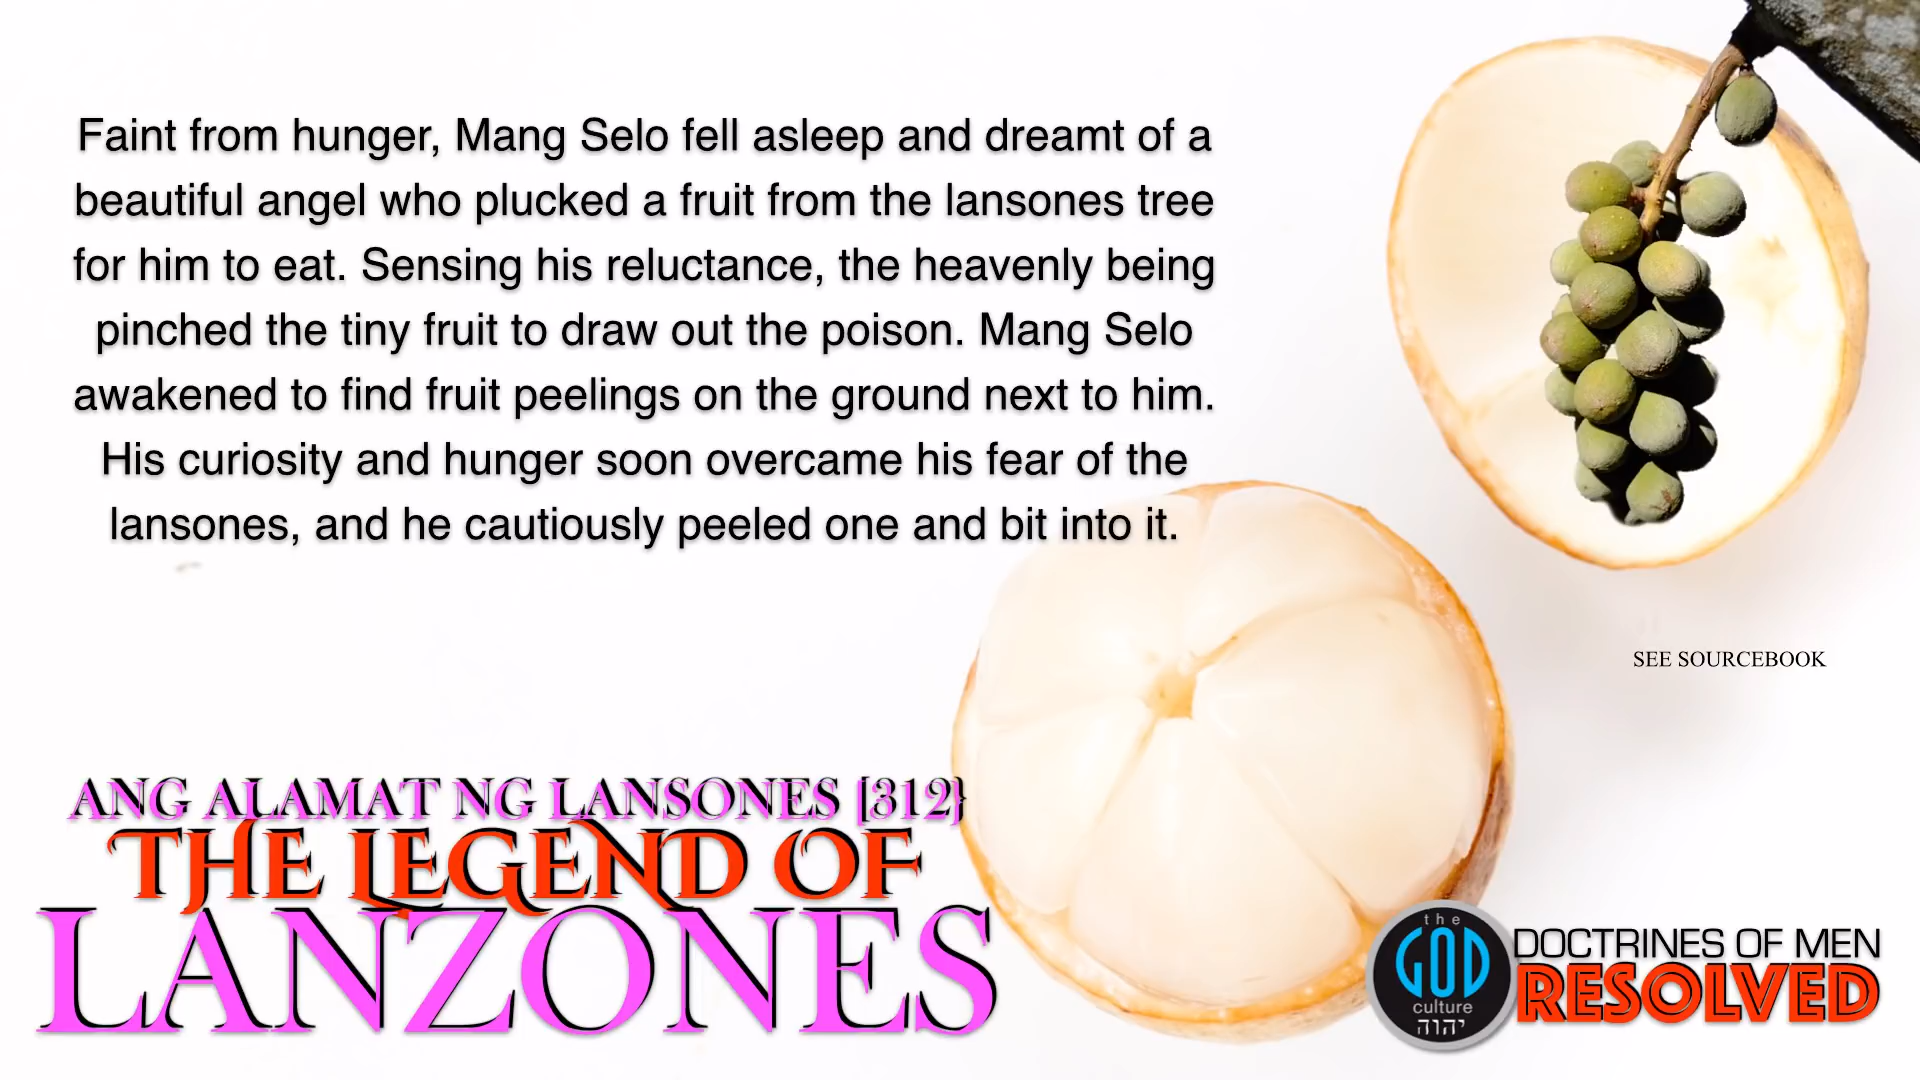 Faint from hunger, Mang Selo fell asleep and dreamt of a
beautiful angel who plucked a fruit from the lansones tree
for him to eat. Sensing his reluctance, the heavenly being
pinched the tiny fruit to draw out the poison. Mang Selo
awakened to find fruit peelings on the ground next to him.
His curiosity and hunger soon overcame his fear of the
lansones, and he cautiously peeled one and bit into it.
SEE SOURCEBOOK
ANG ALAMAT NG LANSONES [312}
THE LEGEND OF
LANZONES
the
GOD
culture
יהוה
DOCTRINES OF MEN
RESOLVED